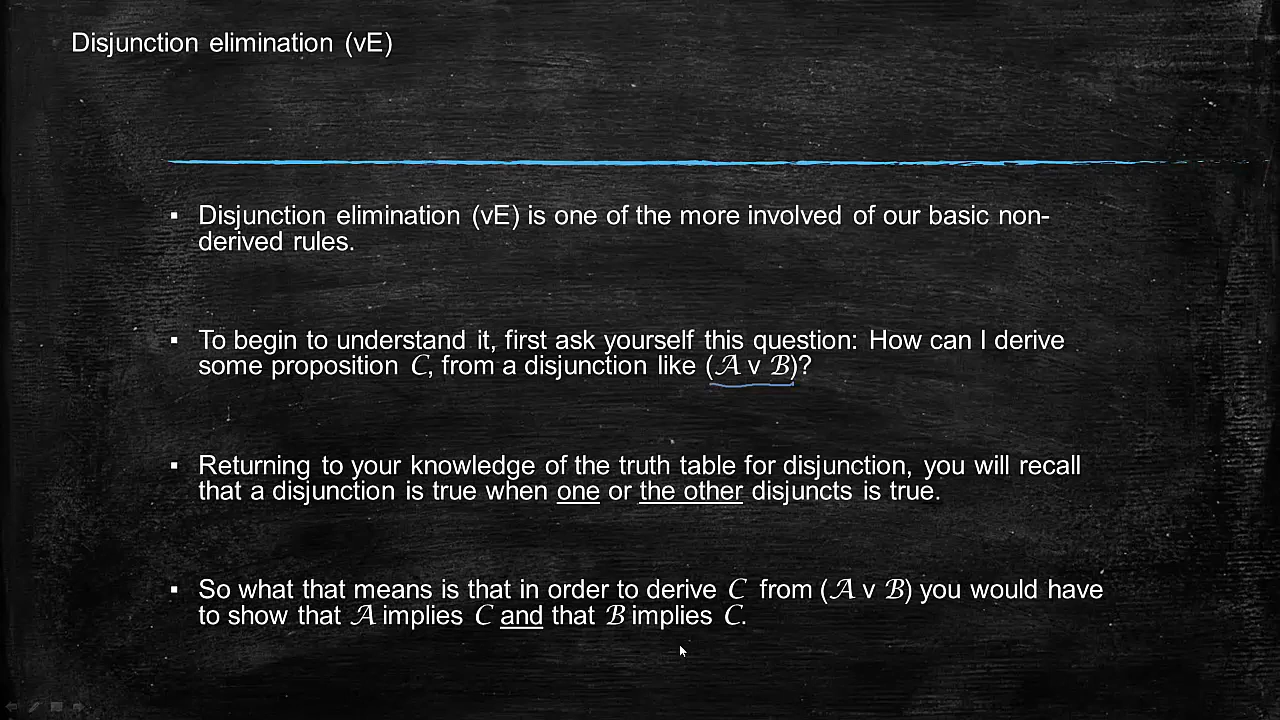 Disjunction elimination (vE)
▪ Disjunction elimination (vE) is one of the more involved of our basic non-
derived rules.
▪ To begin to understand it, first ask yourself this question: How can I derive
some proposition 𝒞, from a disjunction like (𝒜 v ℬ)?
▪ Returning to your knowledge of the truth table for disjunction, you will recall
that a disjunction is true when one or the other disjuncts is true.
▪ So what that means is that in order to derive 𝒞 from (𝒜 v ℬ) you would have
to show that 𝒜 implies 𝒞 and that ℬ implies 𝒞.